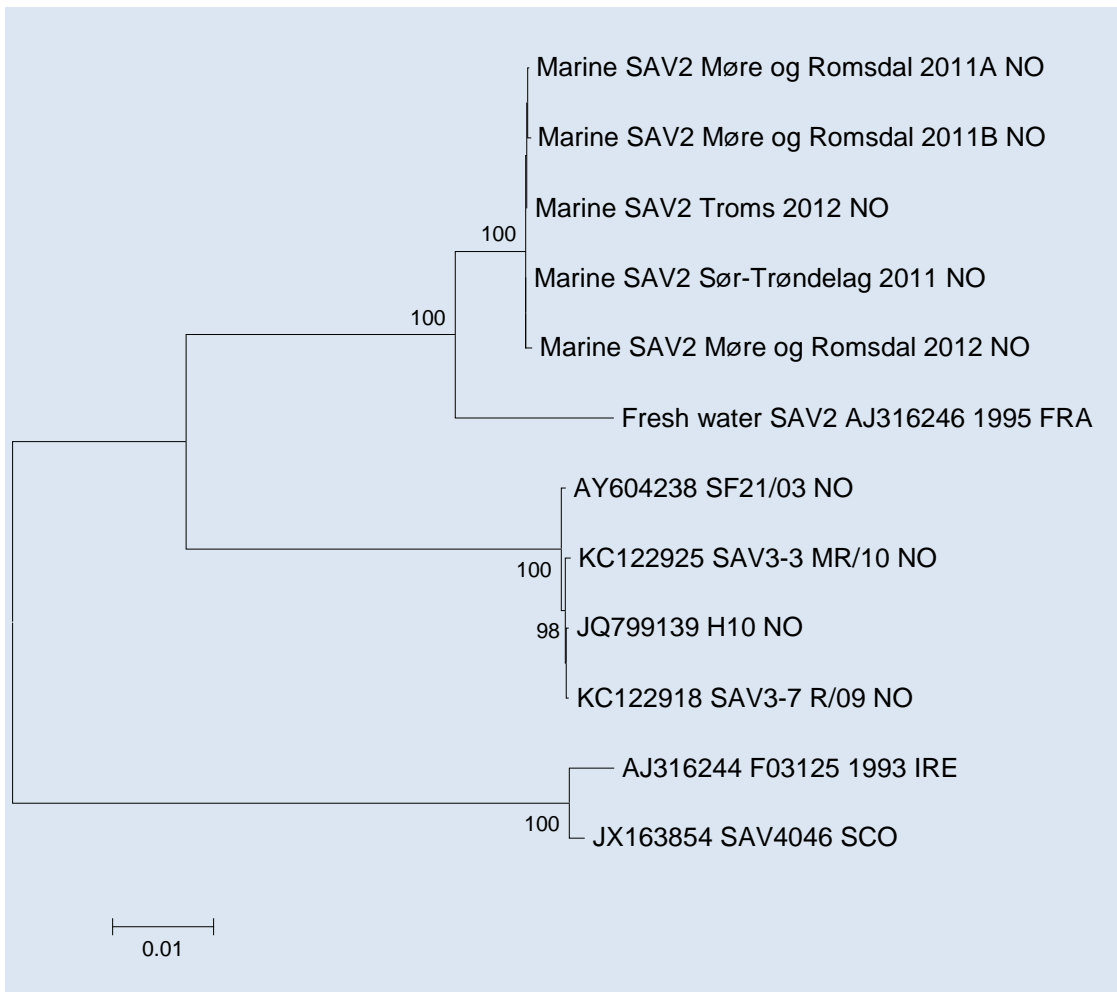 Marine SAV2 Møre og Romsdal 2011A NO
Marine SAV2 Møre og Romsdal 2011B NO
Marine SAV2 Troms 2012 NO
100
Marine SAV2 Sør-Trøndelag 2011 NO
100
Marine SAV2 Møre og Romsdal 2012 NO
Fresh water SAV2 AJ316246 1995 FRA
AY604238 SF21/03 NO
KC122925 SAV3-3 MR/10 NO
100
JQ799139 H10 NO
98
KC122918 SAV3-7 R/09 NO
AJ316244 F03125 1993 IRE
100
JX163854 SAV4046 SCO
0.01